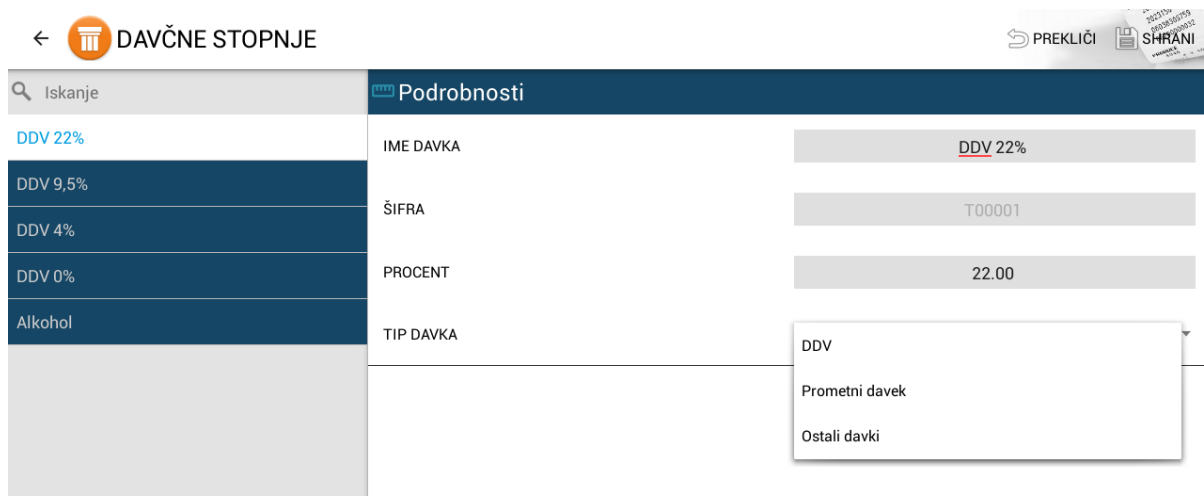 DAVČNE STOPNJE
PREKLIČI
SHRANI
Iskanje
DDV 22%
DDV 9,5%
DDV 4%
DDV 0%
Alkohol
Podrobnosti
IME DAVKA
DDV 22%
ŠIFRA
T00001
PROCENT
22.00
TIP DAVKA
DDV
Prometni davek
Ostali davki